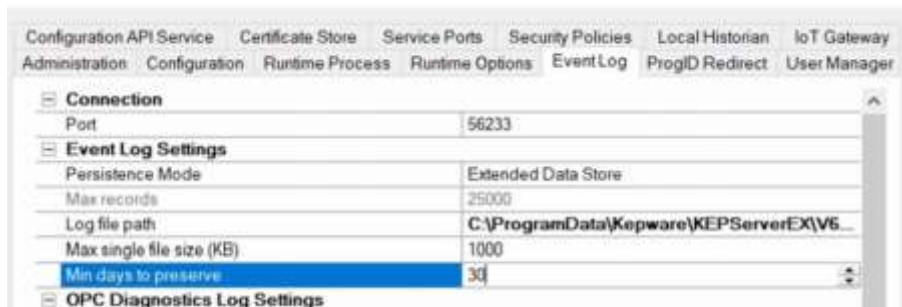 Configuration API Service Certificate Store Service Ports Security Policies Local Historian IoT Gateway
Administration Configuration Runtime Process Runtime Options Event Log ProgID Redirect User Manager
Connection
Port 56233
Event Log Settings
Persistence Mode Extended Data Store
Max records 25000
Log file path C:\ProgramData\Kepware\KEPServerEX\V6...
Max single file size (KB) 1000
Min days to preserve 30
OPC Diagnostics Log Settings